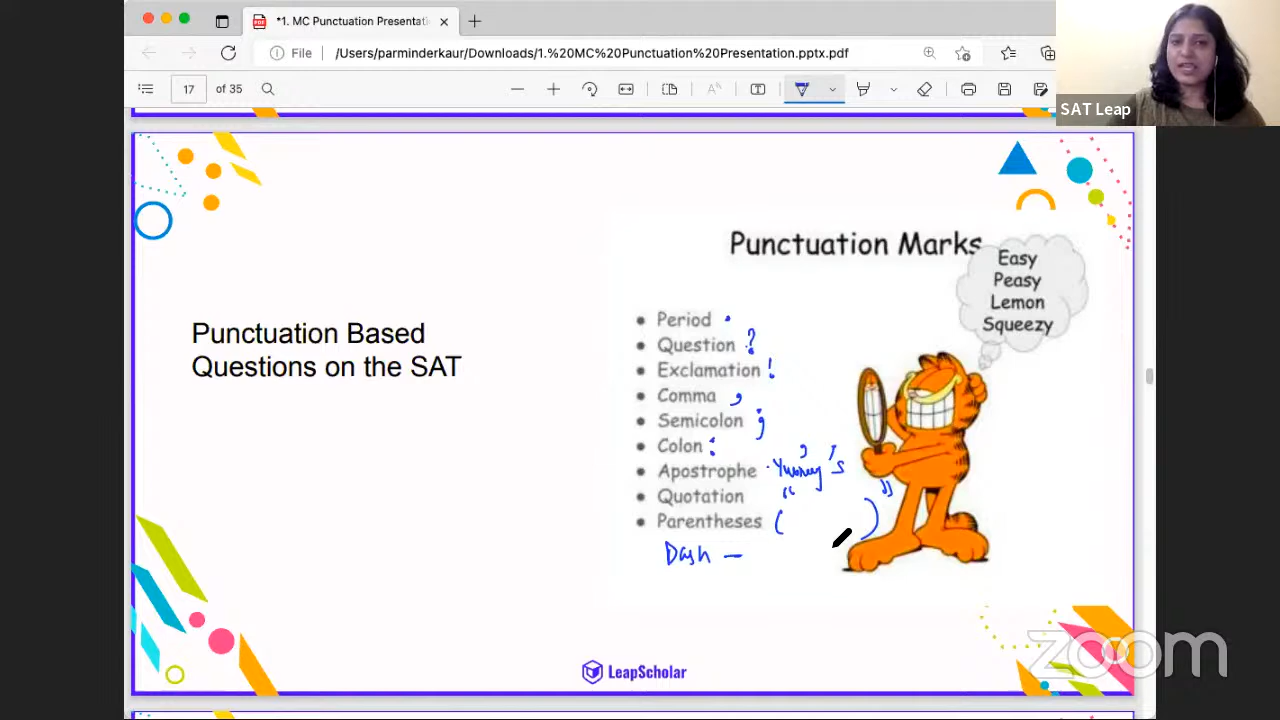 *1. MC Punctuation Presentati
File
/Users/parminderkaur/Downloads/1.%20MC%20Punctuation%20Presentation.pptx.pdf
17 of 35
SAT Leap
Punctuation Marks
Easy
Peasy
Lemon
Squeezy
Punctuation Based
Questions on the SAT
Period .
Question ?
Exclamation !
Comma ,
Semicolon ;
Colon :
Apostrophe
Quotation “ ”
Parentheses ( )
Dash —
LeapScholar
zoom